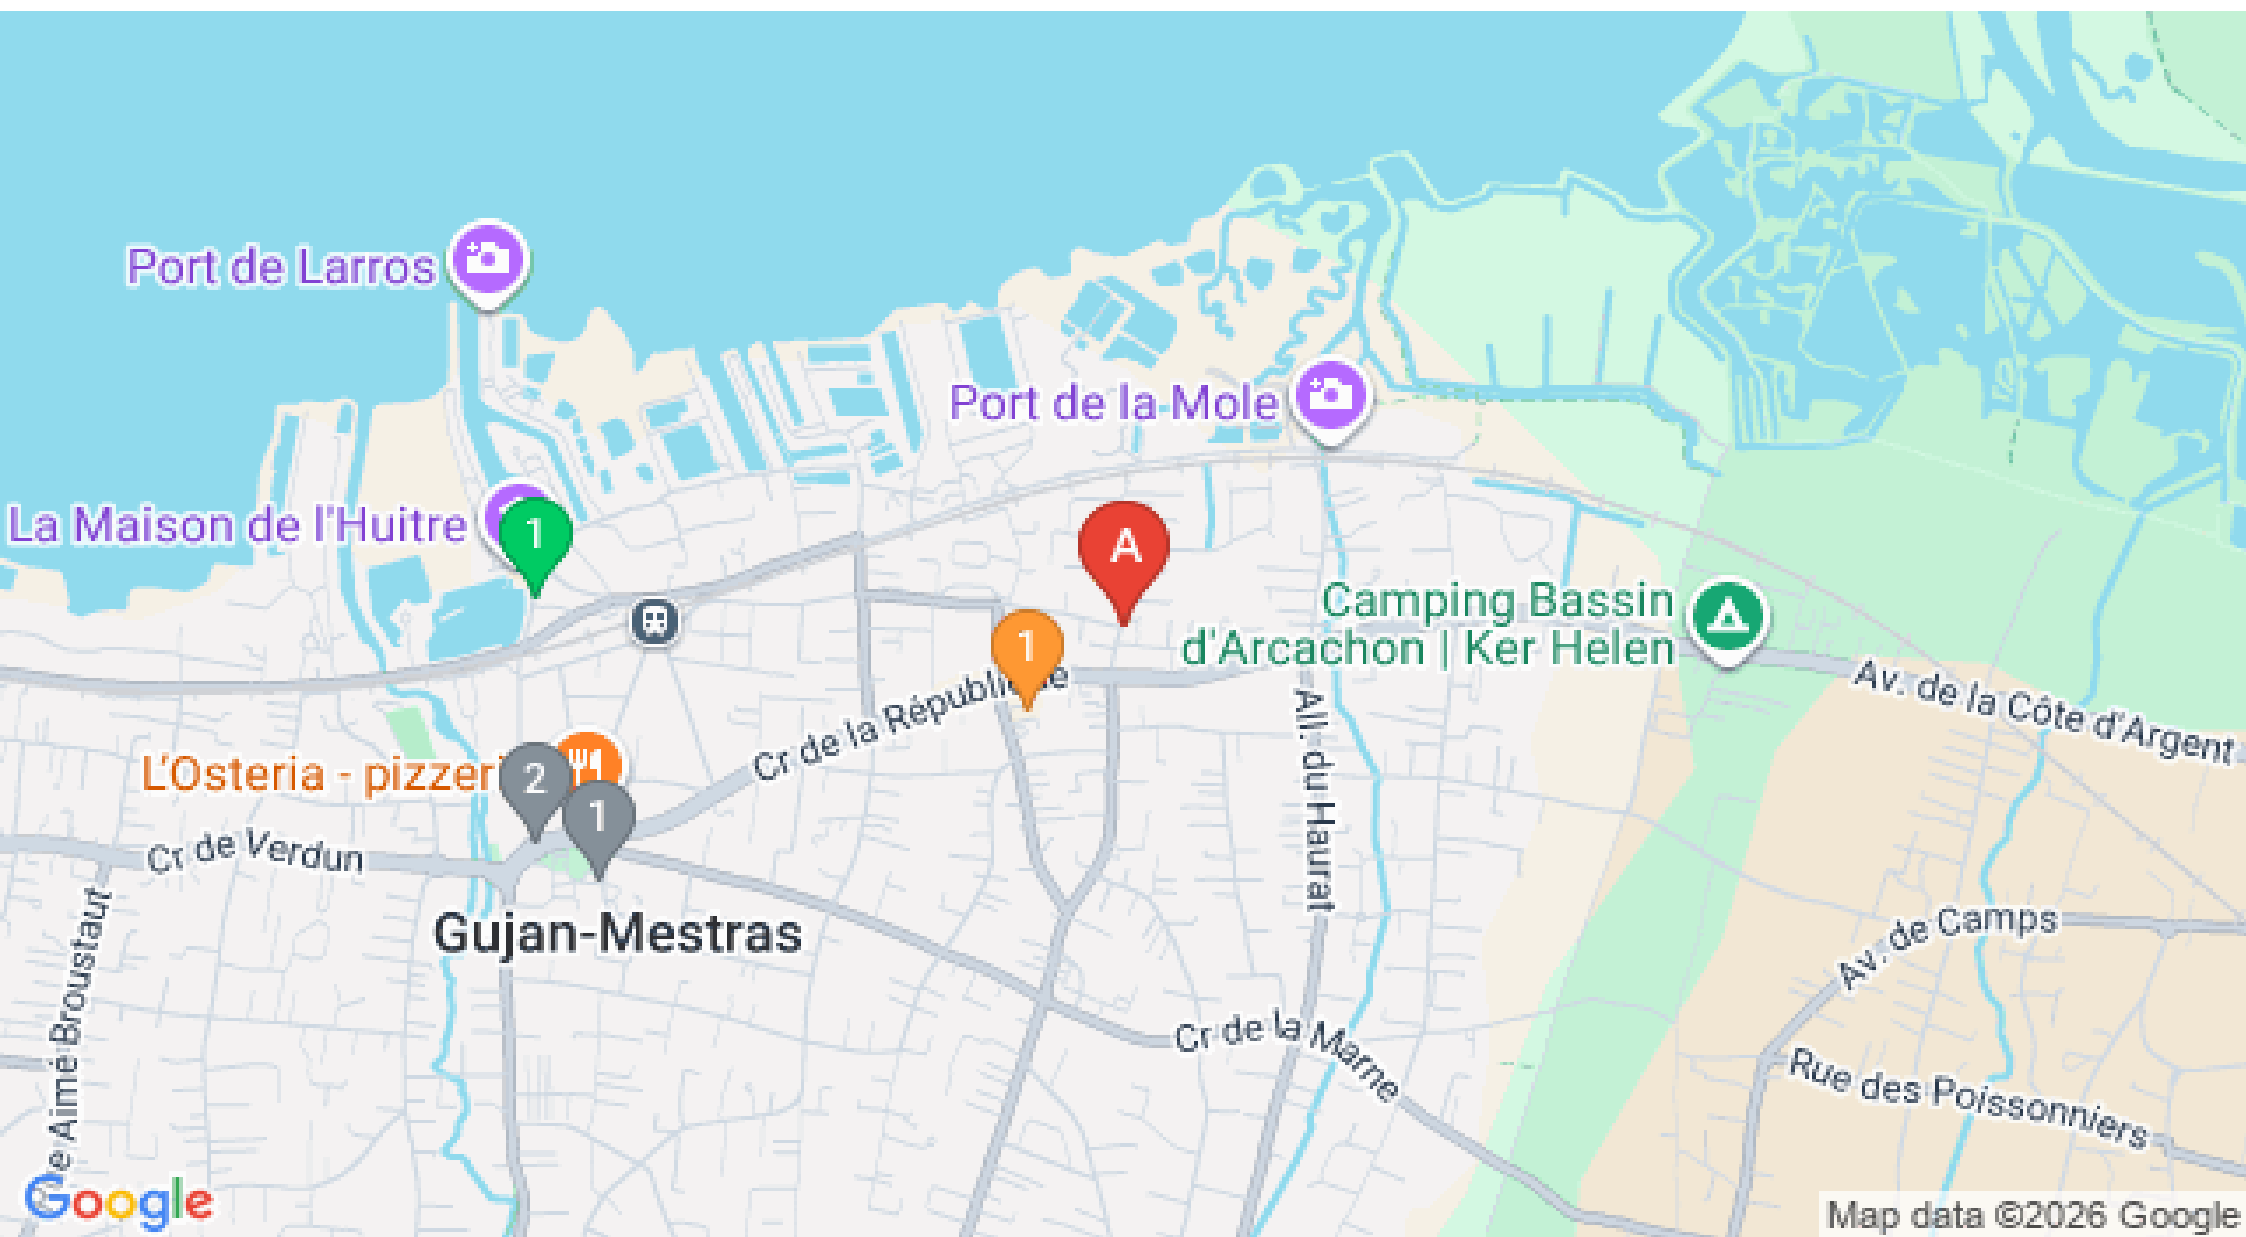 Port de Larros
Port de la Mole
La Maison de l'Huitre
1
A
Camping Bassin
d'Arcachon | Ker Helen
1
Cr de la République
Av. de la Côte d'Argent
All. du Haurat
L'Osteria - pizzeri
2
1
Cr de Verdun
Gujan-Mestras
Av. de Camps
e Aimé Broustaut
Cr de la Marne
Rue des Poissonniers
Google
Map data ©2026 Google